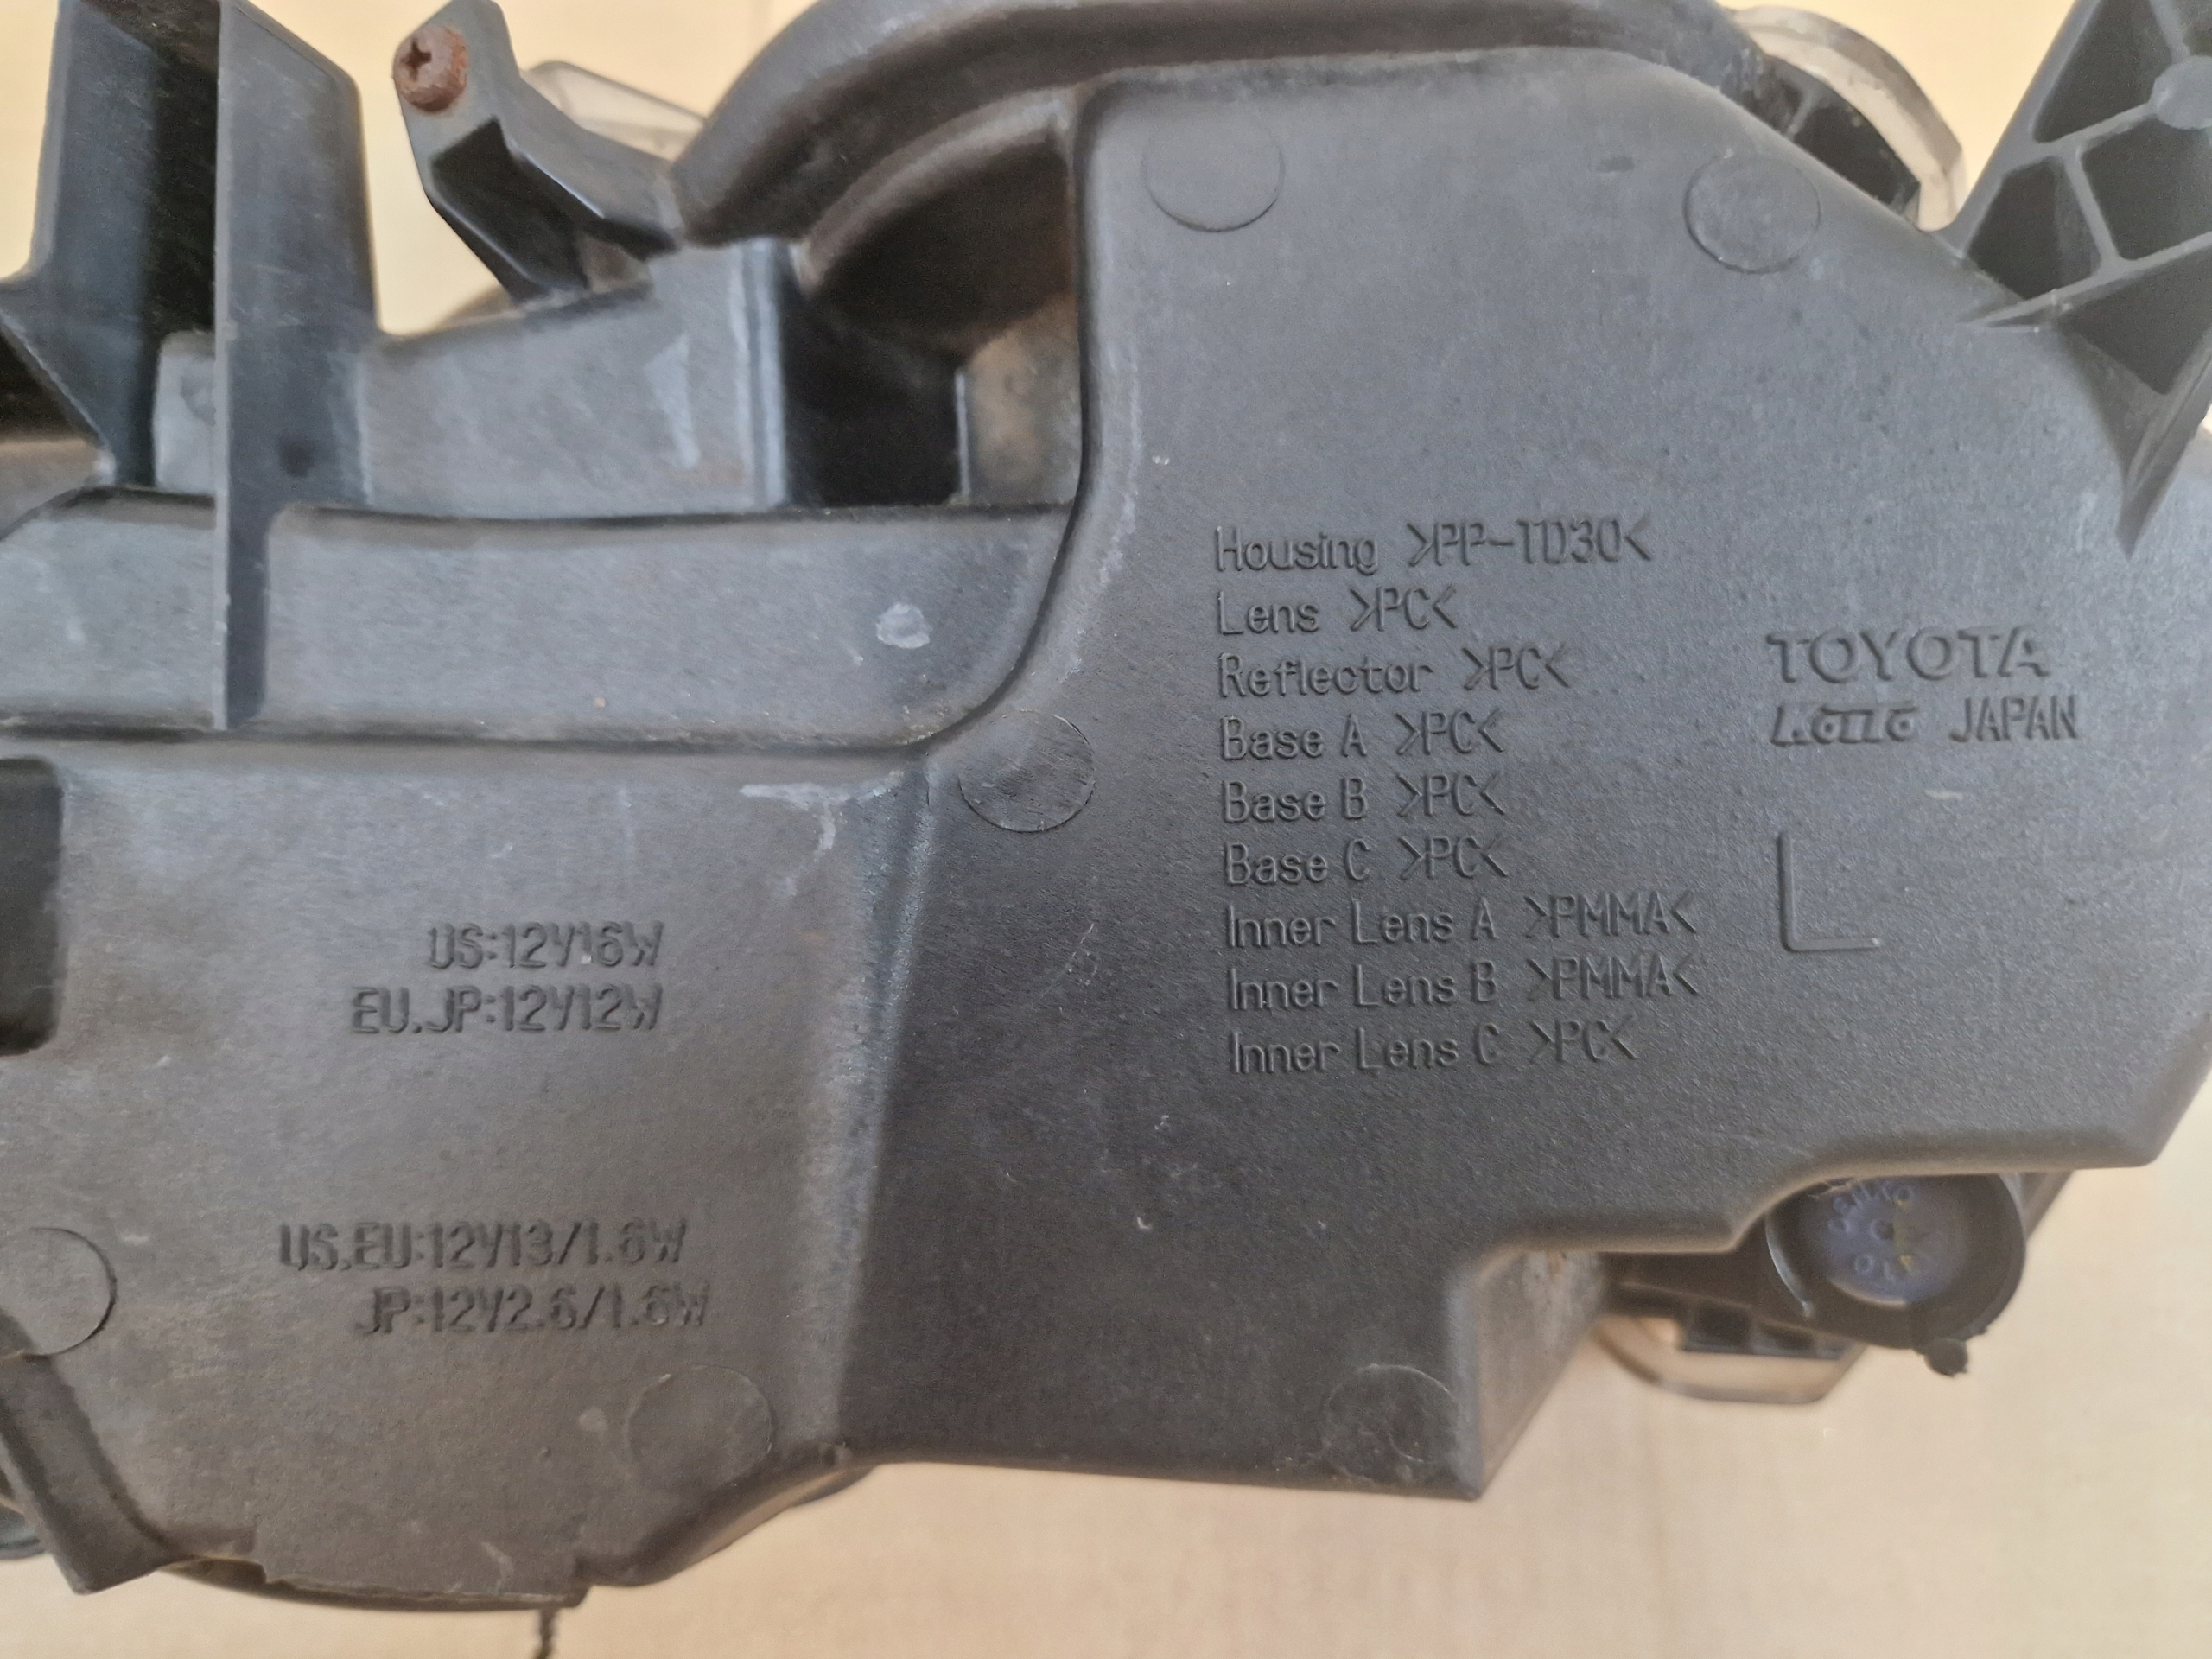 Housing >PP-TD30<
Lens >PC<
Reflector >PC<
Base A >PC<
Base B >PC<
Base C >PC<
Inner Lens A >PMMA<
Inner Lens B >PMMA<
Inner Lens C >PC<
TOYOTA
Koito JAPAN
L
US:12V16W
EU.JP:12V12W
US.EU:12V13/1.6W
JP:12V2.6/1.6W